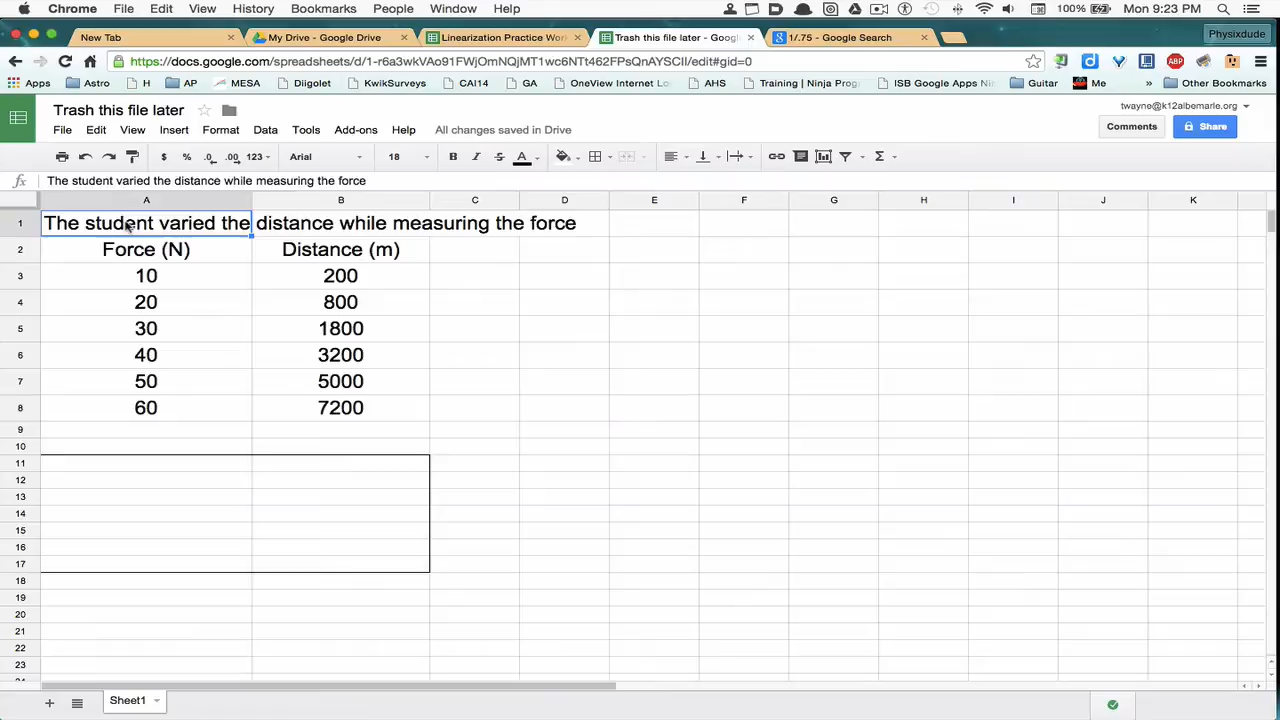 Chrome File Edit View History Bookmarks People Window Help 100% Mon 9:23 PM
New Tab My Drive - Google Drive Linearization Practice Work Trash this file later - Goog 1/.75 - Google Search Physixdude
https://docs.google.com/spreadsheets/d/1-r6a3wkVAo91FWjOmNQjMT1wc6NTt462FPsQnAYSCII/edit#gid=0
Apps Astro H AP MESA Diigolet KwikSurveys CAI14 GA OneView Internet Lo AHS Training | Ninja Prog ISB Google Apps Nin Guitar Me » Other Bookmarks
Trash this file later twayne@k12albemarle.org
File Edit View Insert Format Data Tools Add-ons Help All changes saved in Drive Comments Share
$ % .0 .00 123 Arial 18 B I S A Σ
fx The student varied the distance while measuring the force
A B C D E F G H I J K
1 The student varied the distance while measuring the force
2 Force (N) Distance (m)
3 10 200
4 20 800
5 30 1800
6 40 3200
7 50 5000
8 60 7200
9
10
11
12
13
14
15
16
17
18
19
20
21
22
23
+ Sheet1